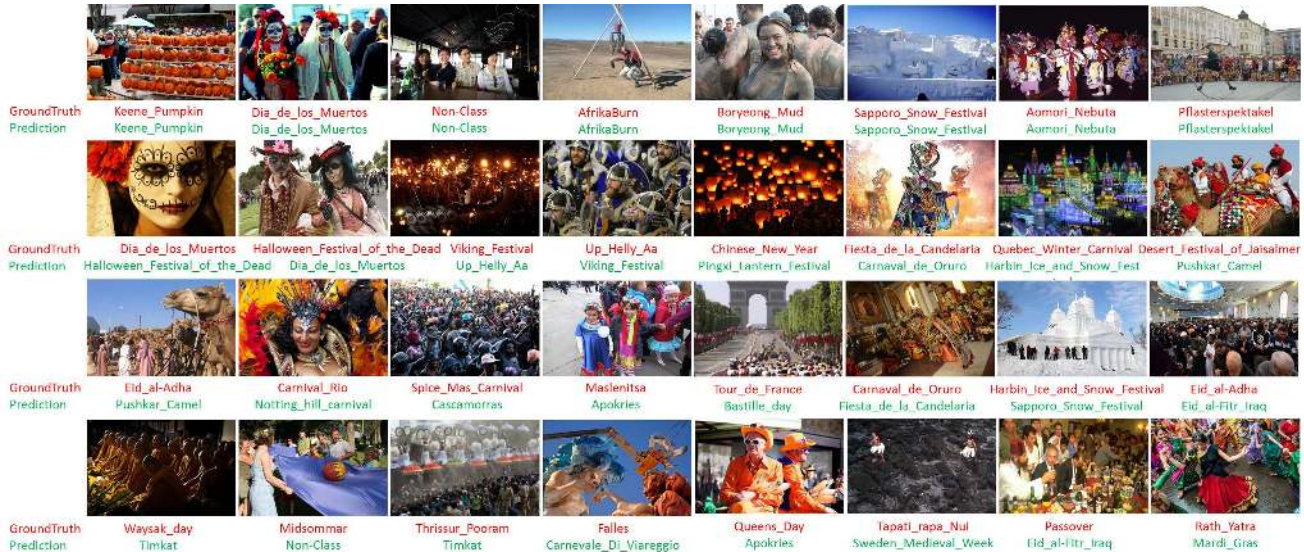 GroundTruth Keene_Pumpkin Dia_de_los_Muertos Non-Class AfrikaBurn Boryeong_Mud Sapporo_Snow_Festival Aomori_Nebuta Pflasterspektakel
Prediction Keene_Pumpkin Dia_de_los_Muertos Non-Class AfrikaBurn Boryeong_Mud Sapporo_Snow_Festival Aomori_Nebuta Pflasterspektakel
GroundTruth Dia_de_los_Muertos Halloween_Festival_of_the_Dead Viking_Festival Up_Helly_Aa Chinese_New_Year Fiesta_de_la_Candelaria Quebec_Winter_Carnival Desert_Festival_of_Jaisalmer
Prediction Halloween_Festival_of_the_Dead Dia_de_los_Muertos Up_Helly_Aa Viking_Festival Pingxi_Lantern_Festival Carnaval_de_Oruro Harbin_Ice_and_Snow_Fest Pushkar_Camel
GroundTruth Eid_al-Adha Carnival_Rio Spice_Mas_Carnival Maslenitsa Tour_de_France Carnaval_de_Oruro Harbin_Ice_and_Snow_Festival Eid_al-Adha
Prediction Pushkar_Camel Notting_hill_carnival Cascamorras Apokries Bastille_day Fiesta_de_la_Candelaria Sapporo_Snow_Festival Eid_al-Fitr_Iraq
GroundTruth Waysak_day Midsommar Thrissur_Pooram Falles Queens_Day Tapati_rapa_Nui Passover Rath_Yatra
Prediction Timkat Non-Class Timkat Carnevale_Di_Viareggio Apokries Sweden_Medieval_Week Eid_al-Fitr_Iraq Mardi_Gras